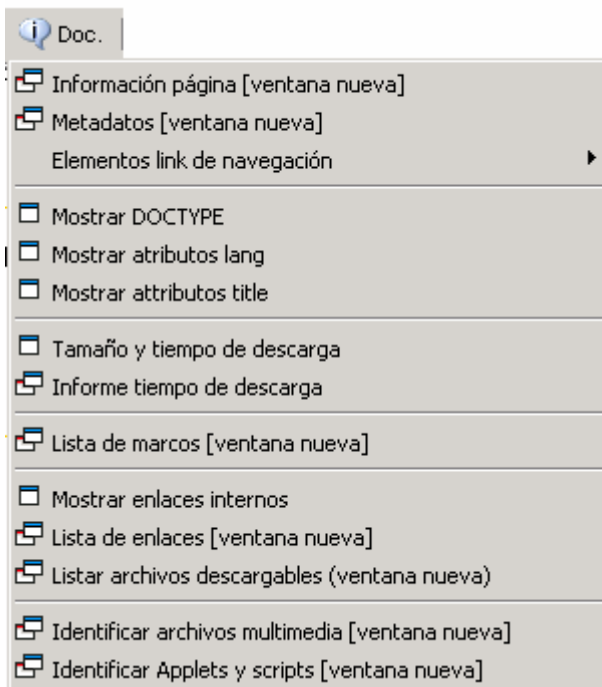 Doc.
Información página [ventana nueva]
Metadatos [ventana nueva]
Elementos link de navegación
Mostrar DOCTYPE
Mostrar atributos lang
Mostrar attributos title
Tamaño y tiempo de descarga
Informe tiempo de descarga
Lista de marcos [ventana nueva]
Mostrar enlaces internos
Lista de enlaces [ventana nueva]
Listar archivos descargables (ventana nueva)
Identificar archivos multimedia [ventana nueva]
Identificar Applets y scripts [ventana nueva]